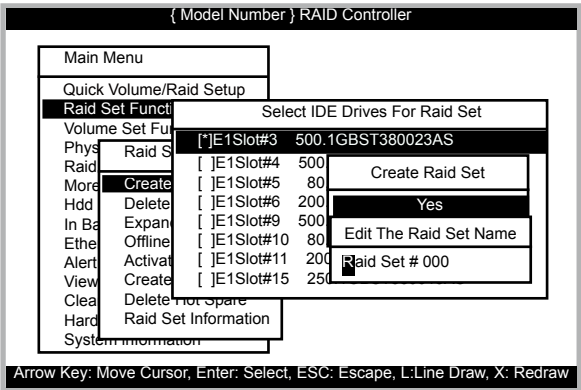 { Model Number } RAID Controller
Main Menu
Quick Volume/Raid Setup
Raid Set Functi
Volume Set Fu
Phys
Raid
More
Hdd
In Ba
Ethe
Alert
View
Clea
Hard
System Information
Raid S
Create
Delete
Expan
Offline
Activat
Create
Delete Hot Spare
Raid Set Information
Select IDE Drives For Raid Set
[*]E1Slot#3 500.1GBST380023AS
[ ]E1Slot#4 500
[ ]E1Slot#5 80
[ ]E1Slot#6 200
[ ]E1Slot#9 500
[ ]E1Slot#10 80
[ ]E1Slot#11 200
[ ]E1Slot#15 250
Create Raid Set
Yes
Edit The Raid Set Name
Raid Set # 000
Arrow Key: Move Cursor, Enter: Select, ESC: Escape, L:Line Draw, X: Redraw